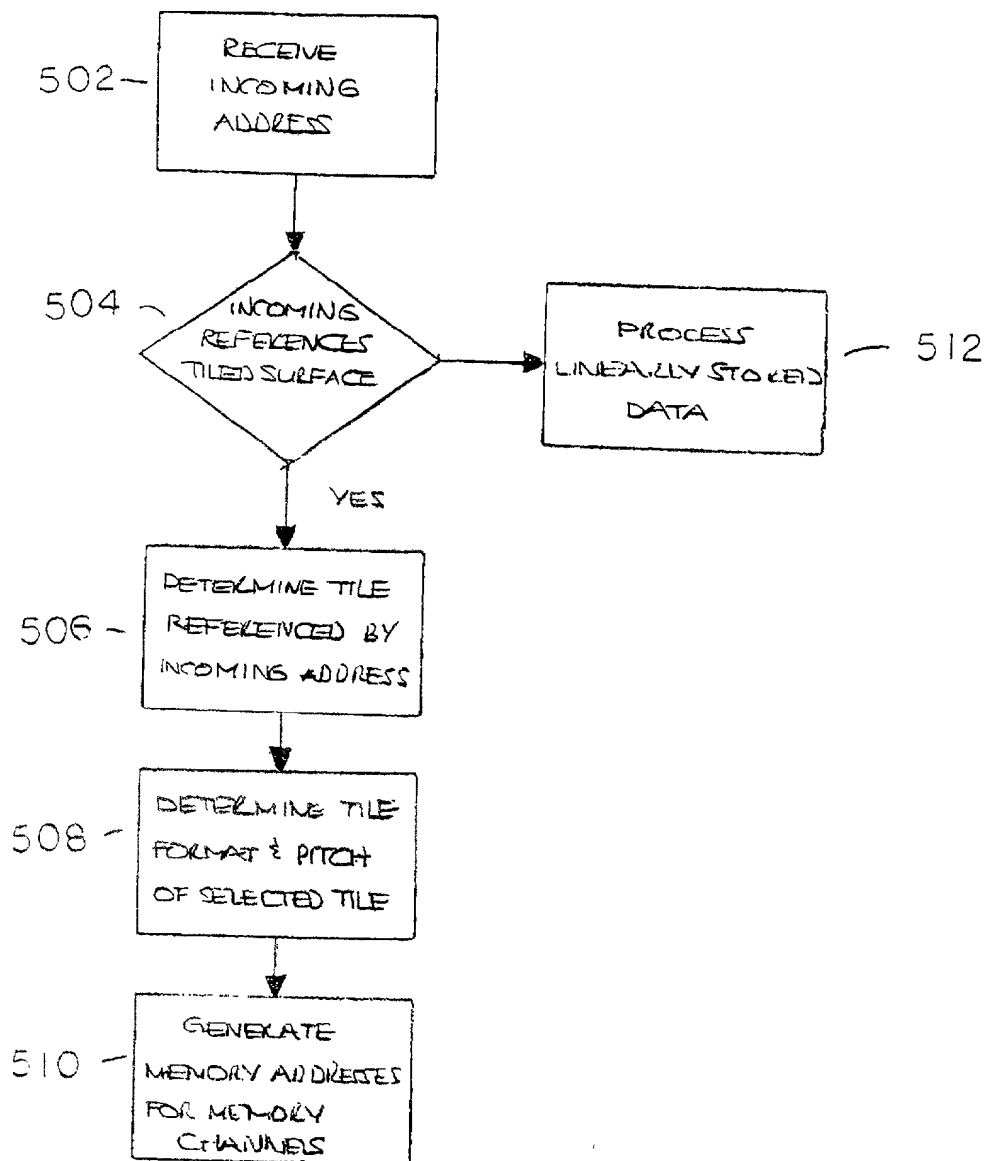 502
RECEIVE
INCOMING
ADDRESS
504
INCOMING
REFERENCES
TILED SURFACE
PROCESS
LINEALLY STORED
DATA
512
YES
506
DETERMINE TILE
REFERENCED BY
INCOMING ADDRESS
508
DETERMINE TILE
FORMAT & PITCH
OF SELECTED TILE
510
GENERATE
MEMORY ADDRESSES
FOR MEMORY
CHANNELS